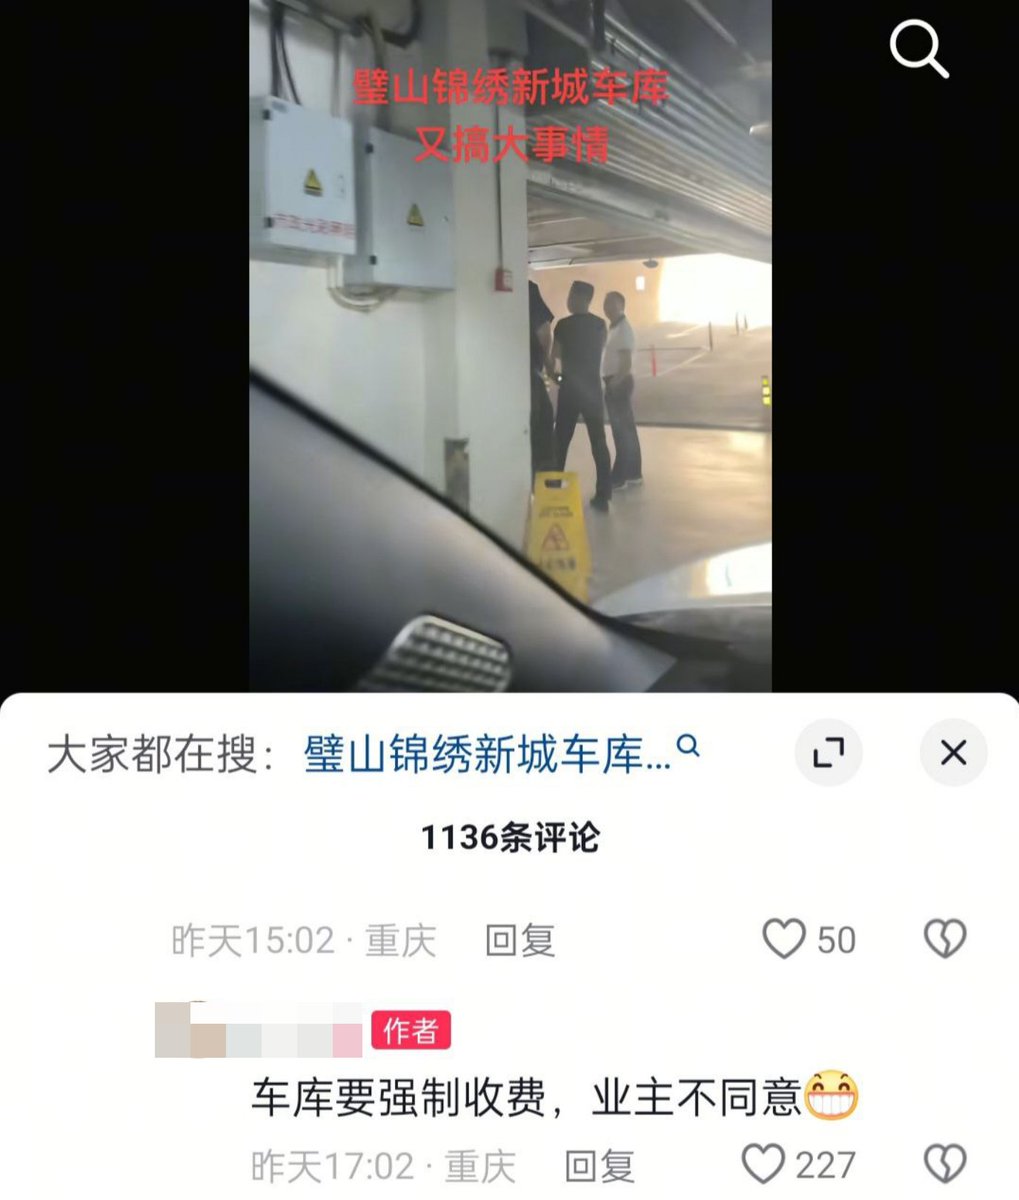 璧山锦绣新城车库
又搞大事情
大家都在搜：璧山锦绣新城车库...
1136条评论
昨天15:02 · 重庆 回复 50
作者
车库要强制收费，业主不同意😁
昨天17:02 · 重庆 回复 227